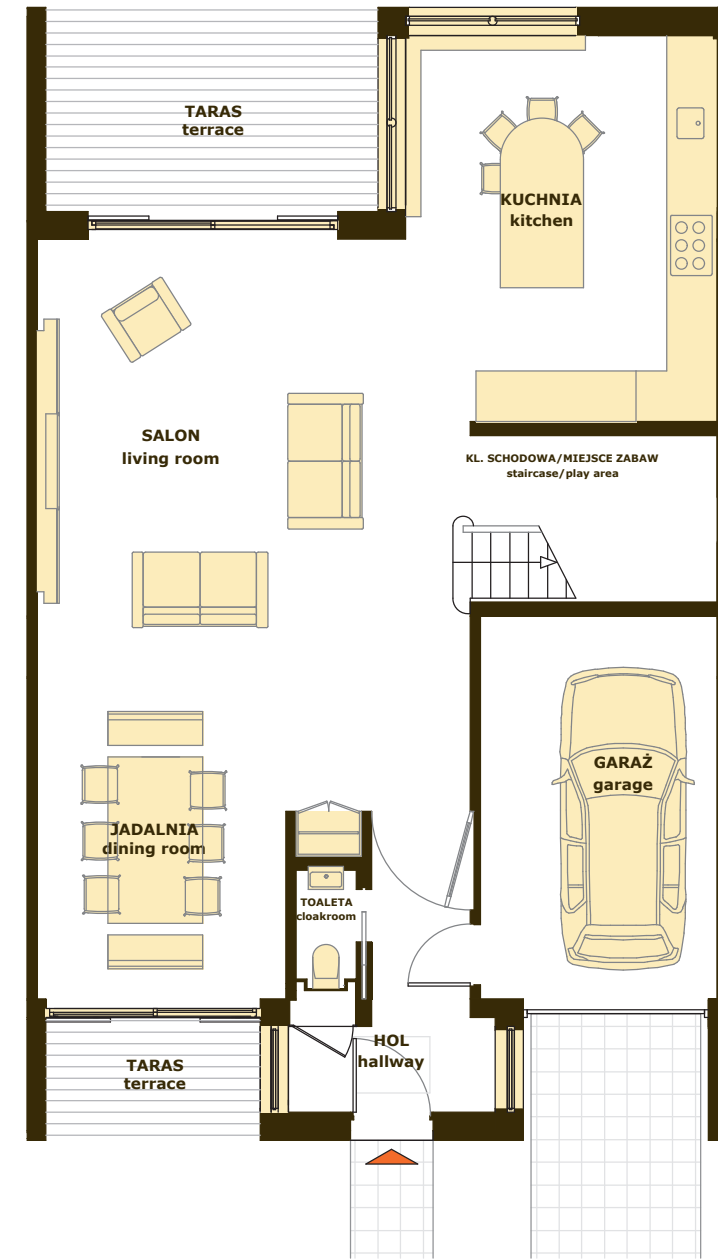 TARAS
terrace
KUCHNIA
kitchen
SALON
living room
KL. SCHODOWA/MIEJSCE ZABAW
staircase/play area
GARAŻ
garage
JADALNIA
dining room
TOALETA
cloakroom
HOL
hallway
TARAS
terrace